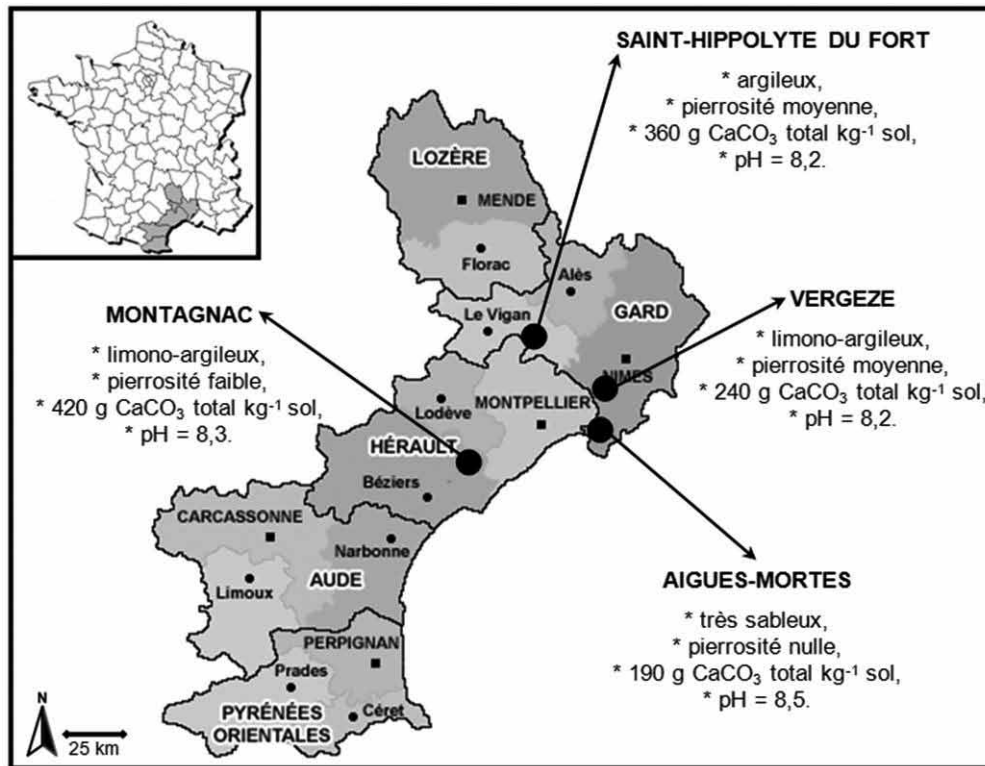 SAINT-HIPPOLYTE DU FORT
* argileux,
* pierrosité moyenne,
* 360 g CaCO₃ total kg⁻¹ sol,
* pH = 8,2.
LOZÈRE
MENDE
Florac
Alès
Le Vigan
GARD
NIMES
VERGEZE
* limono-argileux,
* pierrosité moyenne,
* 240 g CaCO₃ total kg⁻¹ sol,
* pH = 8,2.
MONTAGNAC
* limono-argileux,
* pierrosité faible,
* 420 g CaCO₃ total kg⁻¹ sol,
* pH = 8,3.
Lodève
MONTPELLIER
HÉRAULT
Béziers
CARCASSONNE
Narbonne
AUDE
Limoux
AIGUES-MORTES
* très sableux,
* pierrosité nulle,
* 190 g CaCO₃ total kg⁻¹ sol,
* pH = 8,5.
PERPIGNAN
Prades
Céret
PYRÉNÉES
ORIENTALES
N
25 km